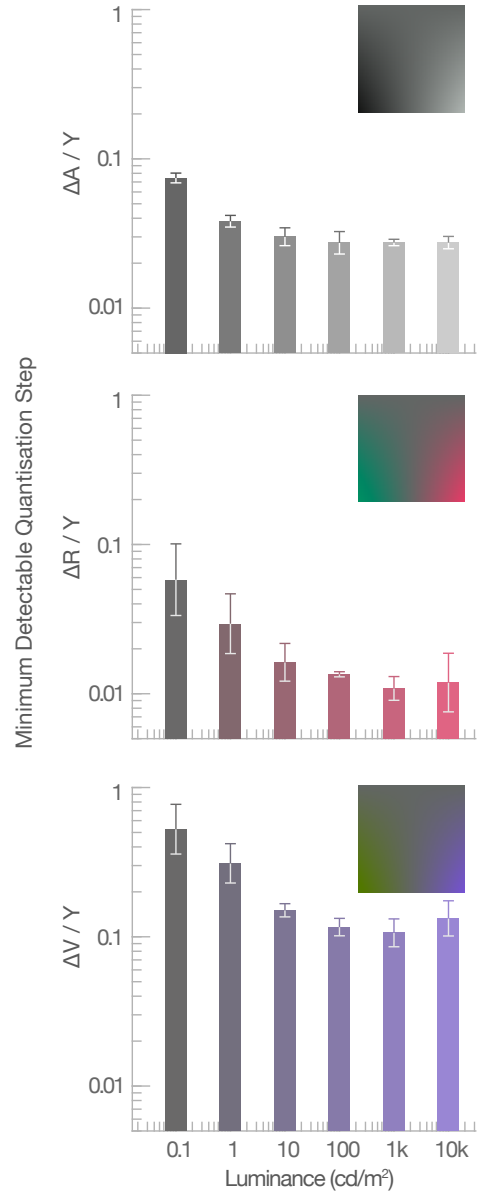 Minimum Detectable Quantisation Step
ΔA / Y
1
0.1
0.01
ΔR / Y
1
0.1
0.01
ΔV / Y
1
0.1
0.01
0.1 1 10 100 1k 10k
Luminance (cd/m²)